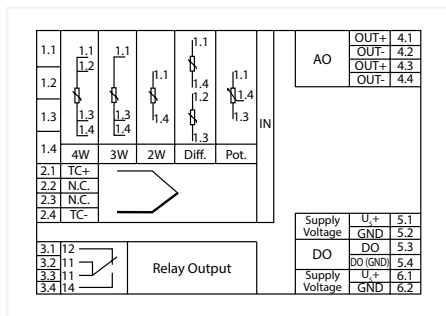 1.1
1.2
1.3
1.4
1.1
1.2
1.3
1.4
4W
1.1
1.3
1.4
3W
1.1
1.4
2W
1.1
1.4
1.2
1.3
Diff.
1.1
1.4
1.3
Pot.
IN
2.1 TC+
2.2 N.C.
2.3 N.C.
2.4 TC-
3.1 12
3.2 11
3.3 11
3.4 14
Relay Output
AO
OUT+ 4.1
OUT- 4.2
OUT+ 4.3
OUT- 4.4
Supply Voltage
Us+ 5.1
GND 5.2
DO
DO 5.3
DO (GND) 5.4
Supply Voltage
Us+ 6.1
GND 6.2